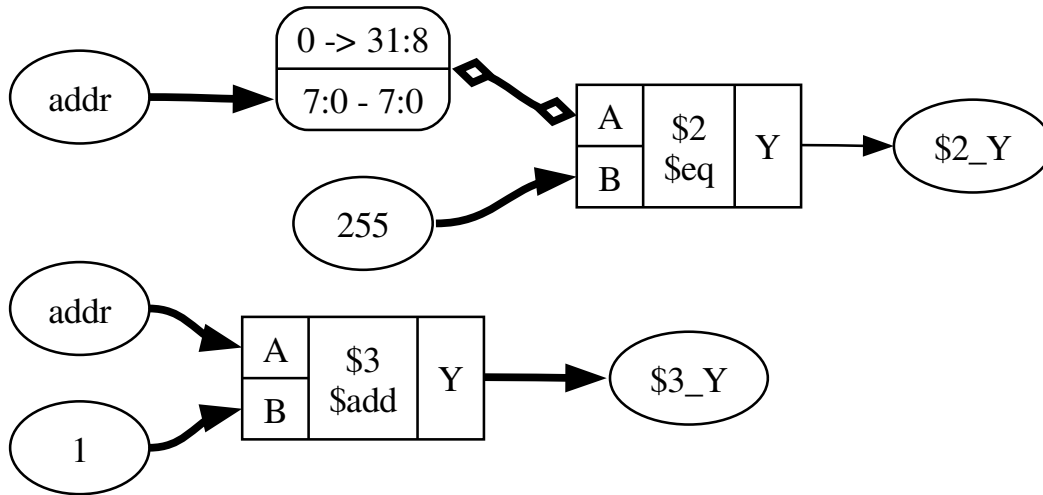 addr
0 -> 31:8
7:0 - 7:0
255
A
B
$2
$eq
Y
$2_Y
addr
1
A
B
$3
$add
Y
$3_Y